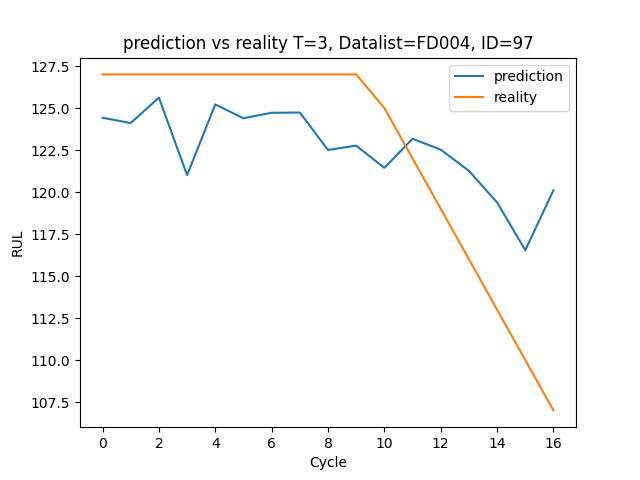 prediction vs reality T=3, Datalist=FD004, ID=97
127.5
125.0
122.5
120.0
117.5
115.0
112.5
110.0
107.5
RUL
prediction
reality
0 2 4 6 8 10 12 14 16
Cycle